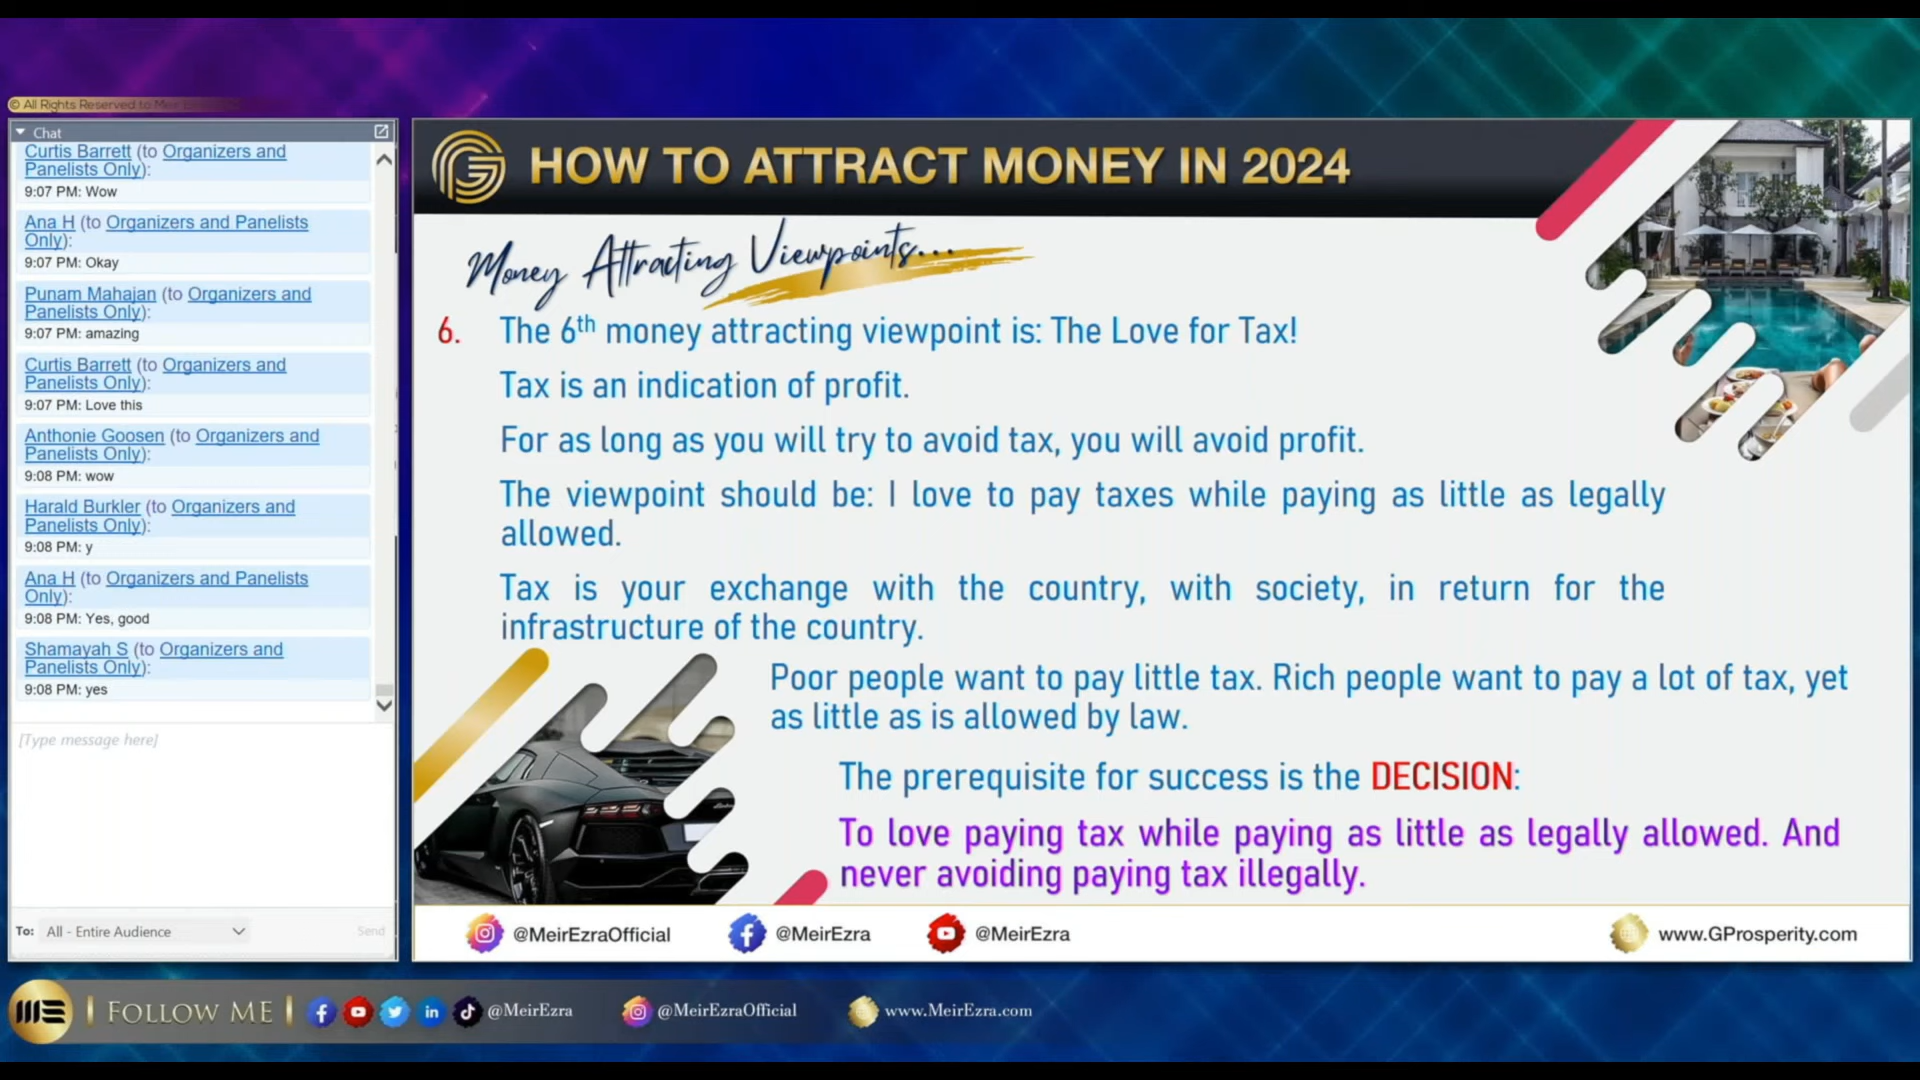 © All Rights Reserved to Meir
Chat
Curtis Barrett (to Organizers and
Panelists Only):
9:07 PM: Wow
Ana H (to Organizers and Panelists
Only):
9:07 PM: Okay
Punam Mahajan (to Organizers and
Panelists Only):
9:07 PM: amazing
Curtis Barrett (to Organizers and
Panelists Only):
9:07 PM: Love this
Anthonie Goosen (to Organizers and
Panelists Only):
9:08 PM: wow
Harald Burkler (to Organizers and
Panelists Only):
9:08 PM: y
Ana H (to Organizers and Panelists
Only):
9:08 PM: Yes, good
Shamayah S (to Organizers and
Panelists Only):
9:08 PM: yes
[Type message here]
To: All - Entire Audience
Send
HOW TO ATTRACT MONEY IN 2024
Money Attracting Viewpoints...
6. The 6th money attracting viewpoint is: The Love for Tax!
Tax is an indication of profit.
For as long as you will try to avoid tax, you will avoid profit.
The viewpoint should be: I love to pay taxes while paying as little as legally
allowed.
Tax is your exchange with the country, with society, in return for the
infrastructure of the country.
Poor people want to pay little tax. Rich people want to pay a lot of tax, yet
as little as is allowed by law.
The prerequisite for success is the DECISION:
To love paying tax while paying as little as legally allowed. And
never avoiding paying tax illegally.
@MeirEzraOfficial @MeirEzra @MeirEzra www.GProsperity.com
ME | FOLLOW ME | @MeirEzra @MeirEzraOfficial www.MeirEzra.com